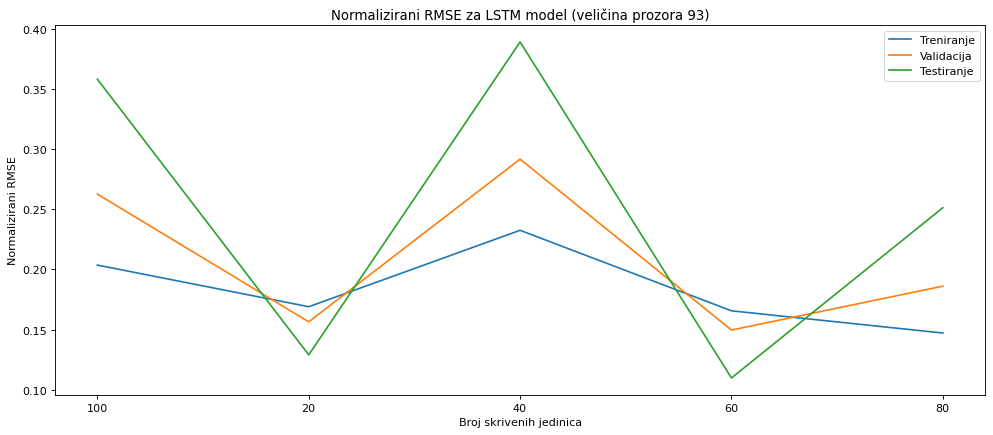 Normalizirani RMSE za LSTM model (veličina prozora 93)
Treniranje
Validacija
Testiranje
Normalizirani RMSE
0.40
0.35
0.30
0.25
0.20
0.15
0.10
100 20 40 60 80
Broj skrivenih jedinica